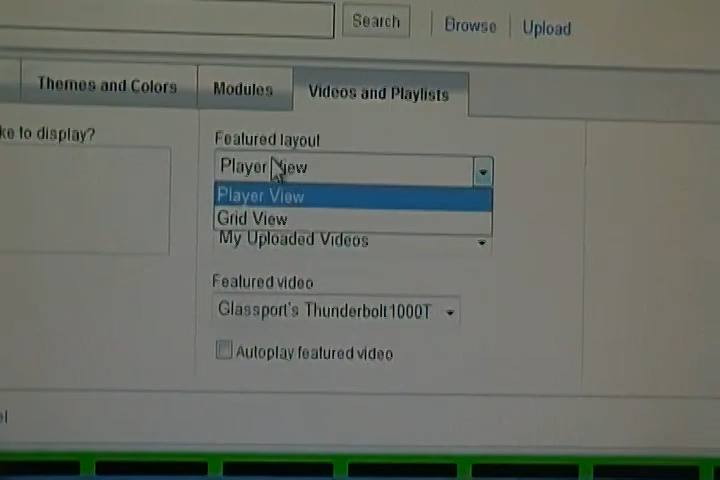 Search Browse Upload
Themes and Colors Modules Videos and Playlists
ke to display?
Featured layout
Player View
Player View
Grid View
My Uploaded Videos
Featured video
Glassport's Thunderbolt1000T
Autoplay featured video
el